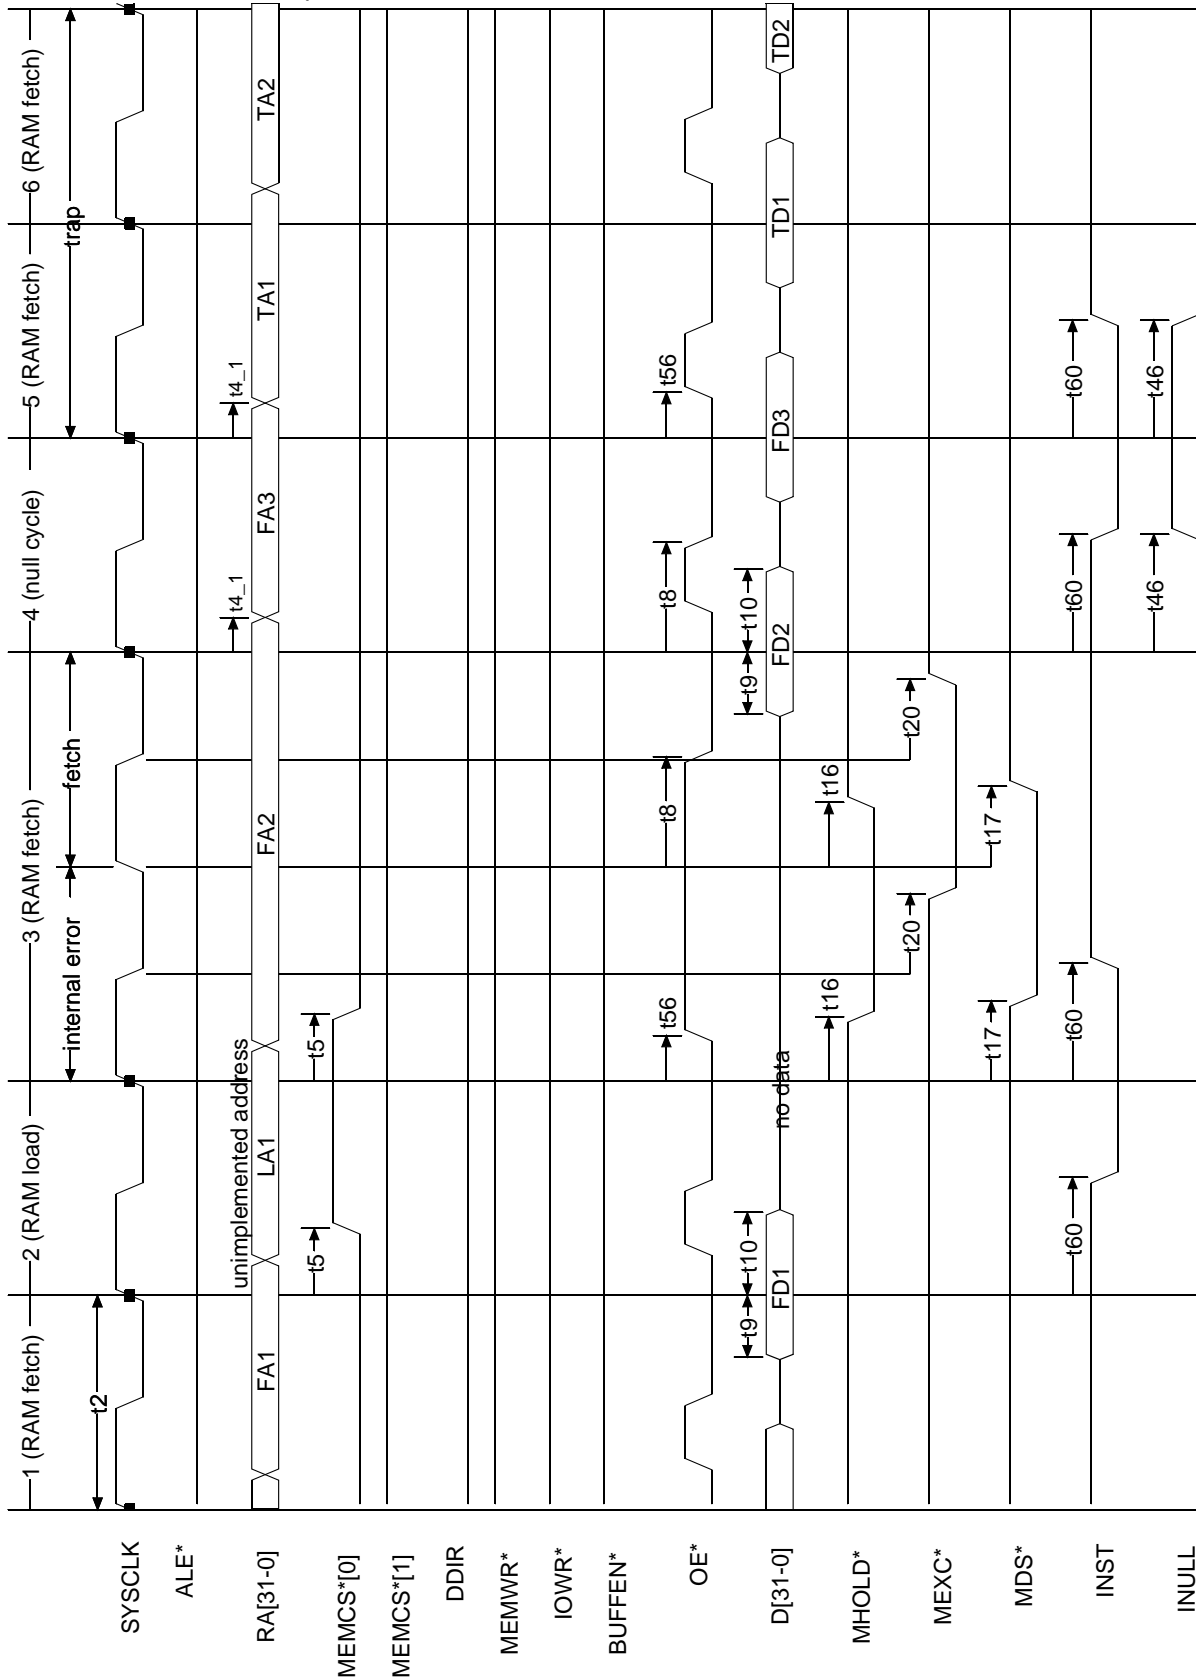 1 (RAM fetch)
2 (RAM load)
3 (RAM fetch)
4 (null cycle)
5 (RAM fetch)
6 (RAM fetch)
t2
internal error
fetch
trap
SYSCLK
ALE*
unimplemented address
t4_1
t4_1
RA[31-0]
FA1
LA1
FA2
FA3
TA1
TA2
t5
t5
MEMCS*[0]
MEMCS*[1]
DDIR
MEMWR*
IOWR*
BUFFEN*
t56
t8
t8
t56
OE*
t9
t10
t9
t10
D[31-0]
FD1
no data
FD2
FD3
TD1
TD2
t16
t16
MHOLD*
t20
t20
MEXC*
t17
t17
MDS*
t60
t60
t60
t60
INST
t46
t46
INULL